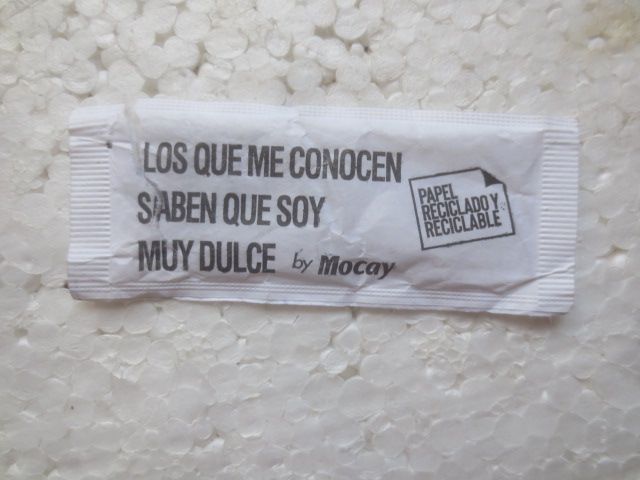 LOS QUE ME CONOCEN
SABEN QUE SOY
MUY DULCE by Mocay
PAPEL
RECICLADO Y
RECICLABLE